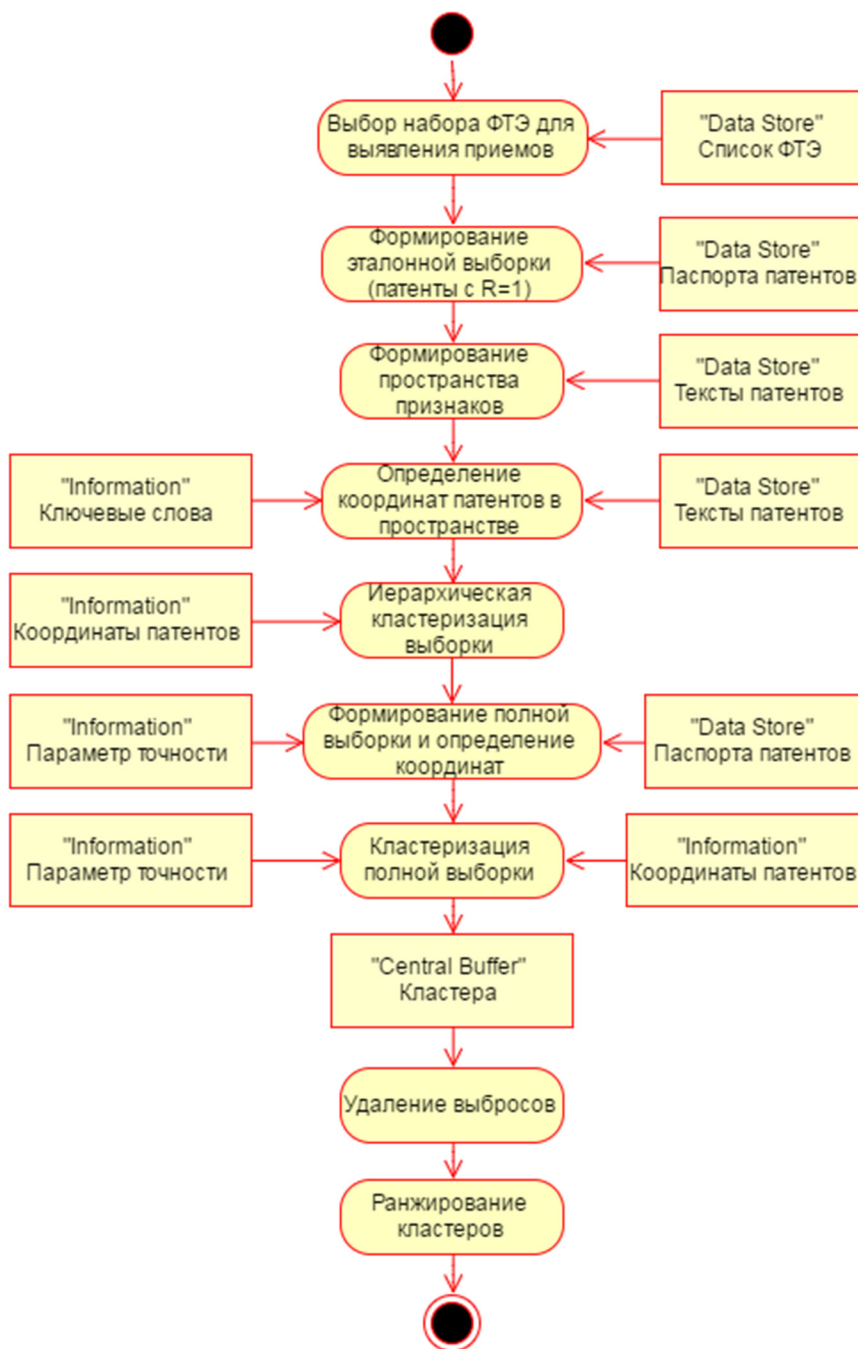 Выбор набора ФТЭ для
выявления приемов
"Data Store"
Список ФТЭ
Формирование
эталонной выборки
(патенты с R=1)
"Data Store"
Паспорта патентов
Формирование
пространства
признаков
"Data Store"
Тексты патентов
"Information"
Ключевые слова
Определение
координат патентов в
пространстве
"Data Store"
Тексты патентов
"Information"
Координаты патентов
Иерархическая
кластеризация
выборки
"Information"
Параметр точности
Формирование полной
выборки и определение
координат
"Data Store"
Паспорта патентов
"Information"
Параметр точности
Кластеризация
полной выборки
"Information"
Координаты патентов
"Central Buffer"
Кластера
Удаление выбросов
Ранжирование
кластеров